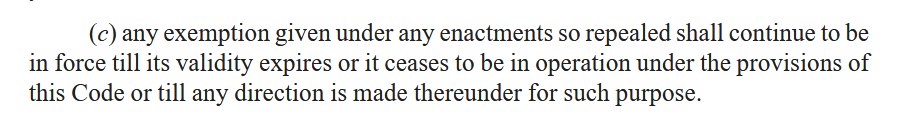 (c) any exemption given under any enactments so repealed shall continue to be
in force till its validity expires or it ceases to be in operation under the provisions of
this Code or till any direction is made thereunder for such purpose.